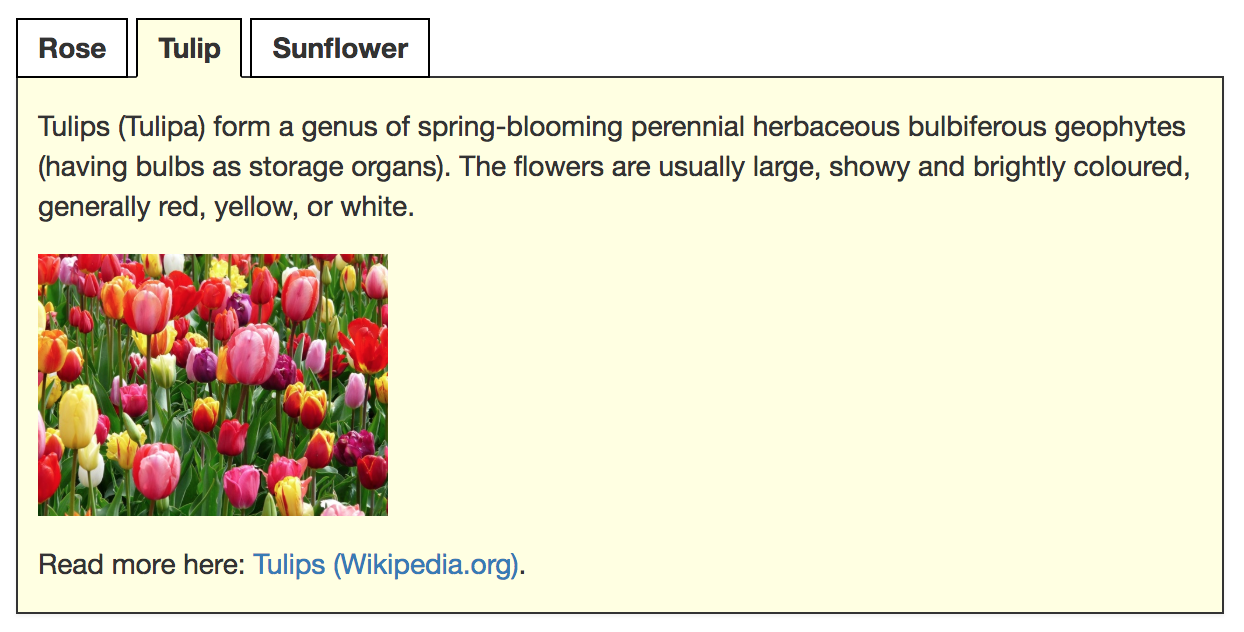 Rose Tulip Sunflower
Tulips (Tulipa) form a genus of spring-blooming perennial herbaceous bulbiferous geophytes
(having bulbs as storage organs). The flowers are usually large, showy and brightly coloured,
generally red, yellow, or white.
Read more here: Tulips (Wikipedia.org).